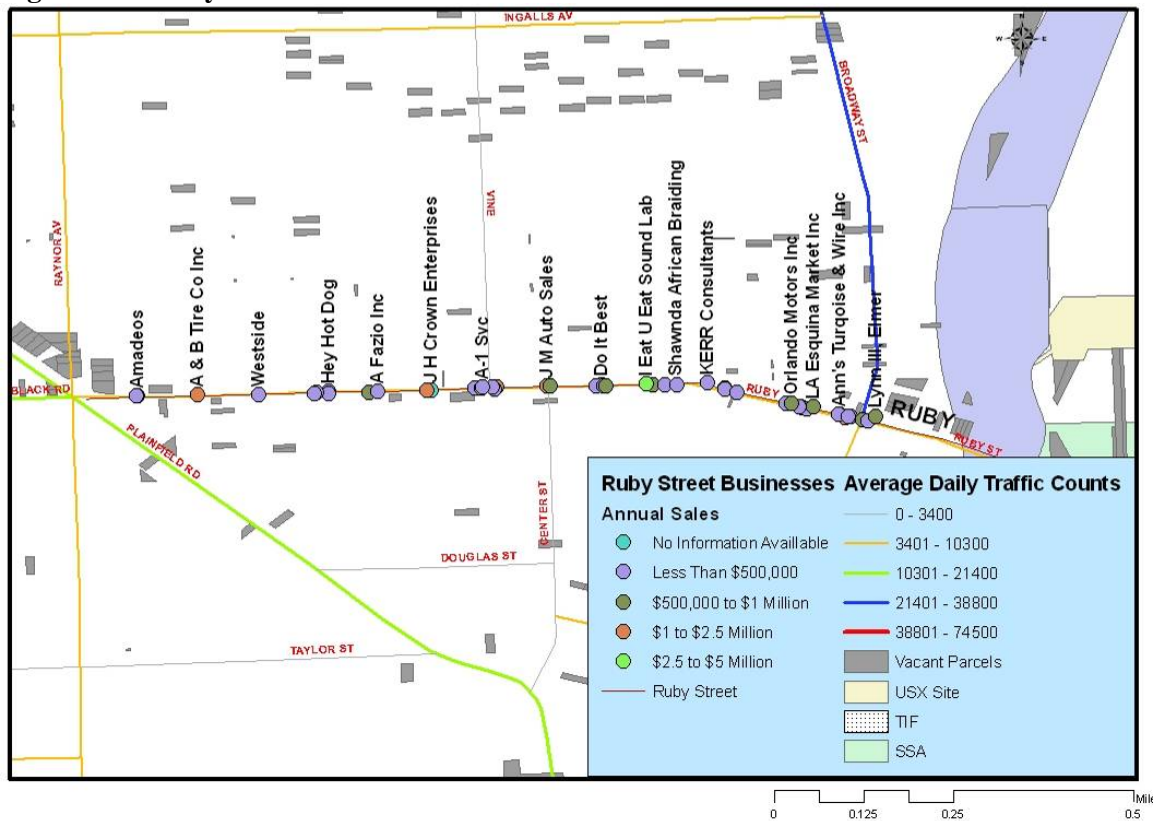 INGALLS AV
N
W E
S
BROADWAY ST
RAYNOR AV
VINE
Amadeos
A & B Tire Co Inc
Westside
Hey Hot Dog
A Fazio Inc
J H Crown Enterprises
A-1 Svc
J M Auto Sales
Do It Best
I Eat U Eat Sound Lab
Shawnda African Braiding
KERR Consultants
Orlando Motors Inc
LA Esquina Market Inc
Ann's Turqoise & Wire Inc
Lynn III, Elmer
BLACK RD
RUBY
RUBY
RUBY ST
PLAINFIELD RD
CENTER ST
DOUGLAS ST
TAYLOR ST
Ruby Street Businesses
Annual Sales
No Information Availlable
Less Than $500,000
$500,000 to $1 Million
$1 to $2.5 Million
$2.5 to $5 Million
Ruby Street
Average Daily Traffic Counts
0 - 3400
3401 - 10300
10301 - 21400
21401 - 38800
38801 - 74500
Vacant Parcels
USX Site
TIF
SSA
Mile
0 0.125 0.25 0.5